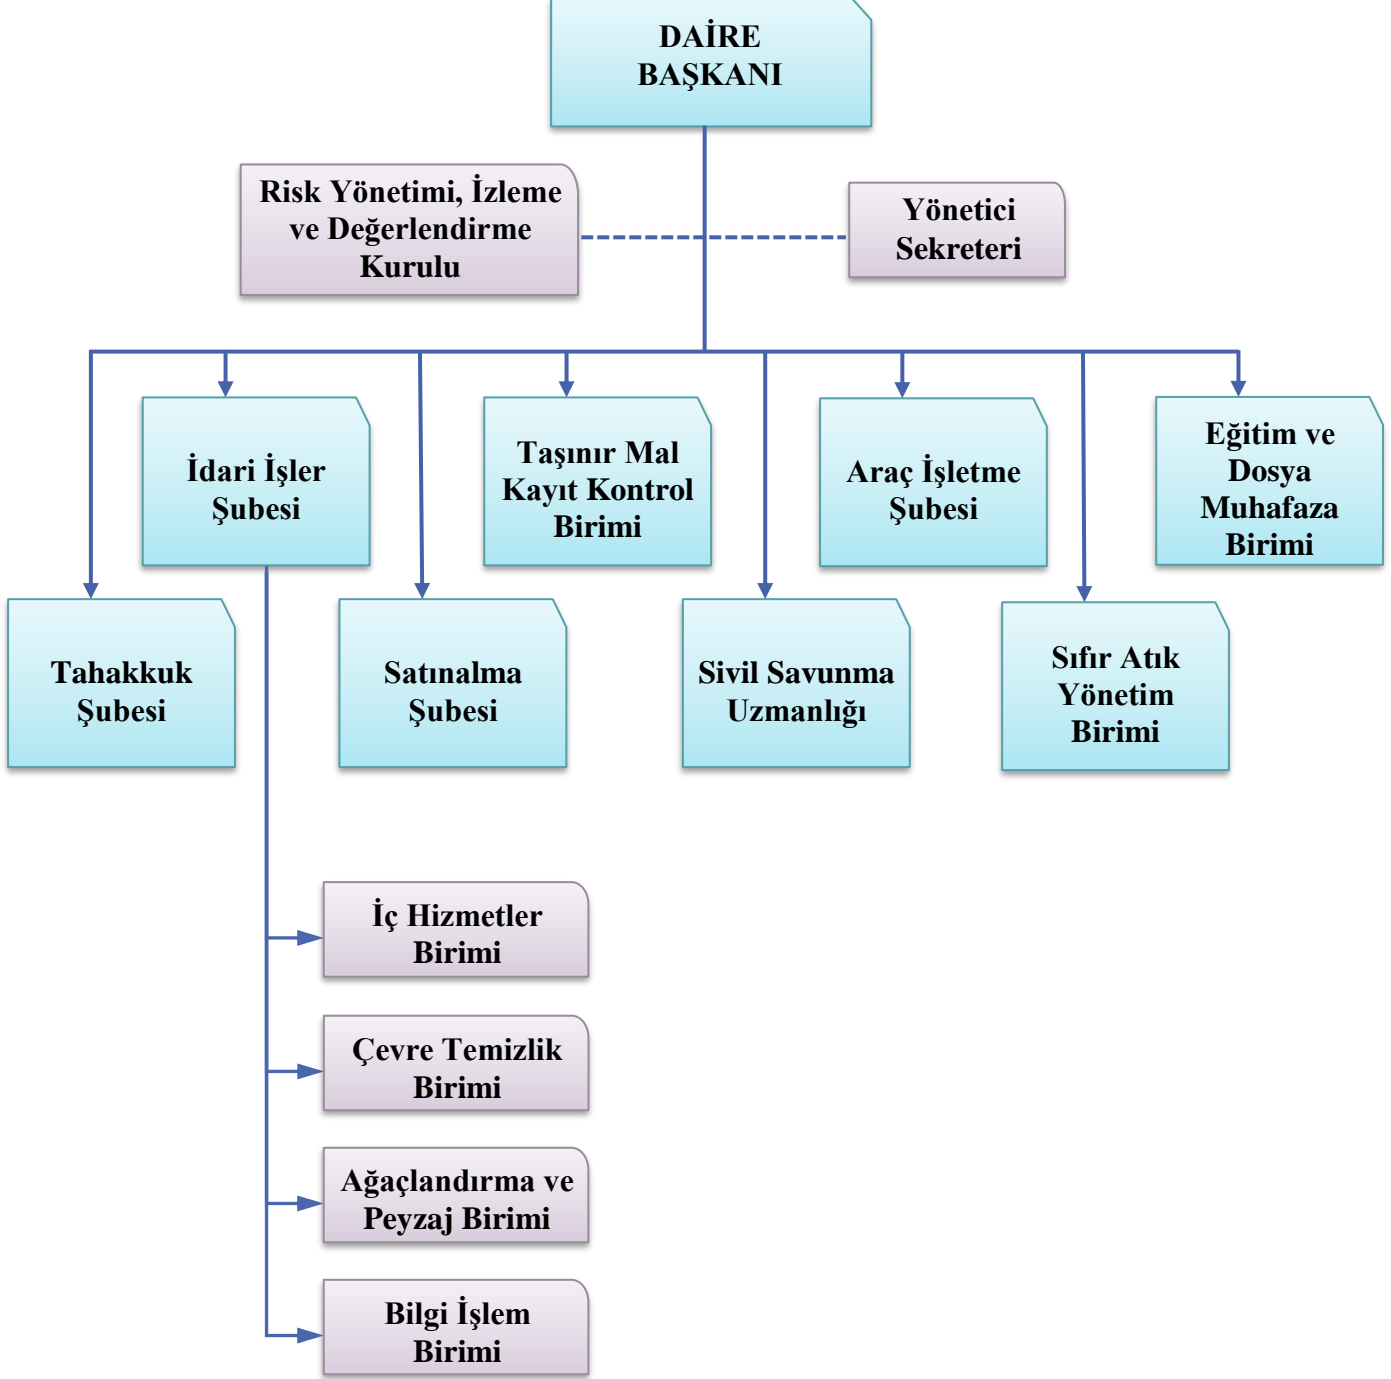 DAİRE
BAŞKANI
Risk Yönetimi, İzleme
ve Değerlendirme
Kurulu
Yönetici
Sekreteri
İdari İşler
Şubesi
Taşınır Mal
Kayıt Kontrol
Birimi
Araç İşletme
Şubesi
Eğitim ve
Dosya
Muhafaza
Birimi
Tahakkuk
Şubesi
Satınalma
Şubesi
Sivil Savunma
Uzmanlığı
Sıfır Atık
Yönetim
Birimi
İç Hizmetler
Birimi
Çevre Temizlik
Birimi
Ağaçlandırma ve
Peyzaj Birimi
Bilgi İşlem
Birimi